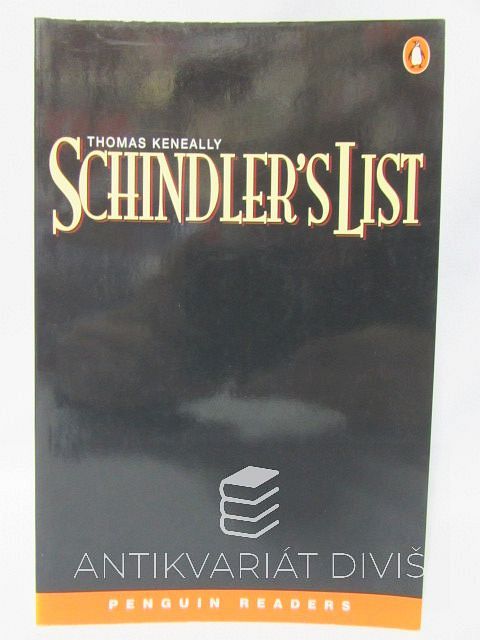 THOMAS KENEALLY
SCHINDLER'S LIST
ANTIKVARIÁT DIVIŠ
PENGUIN READERS